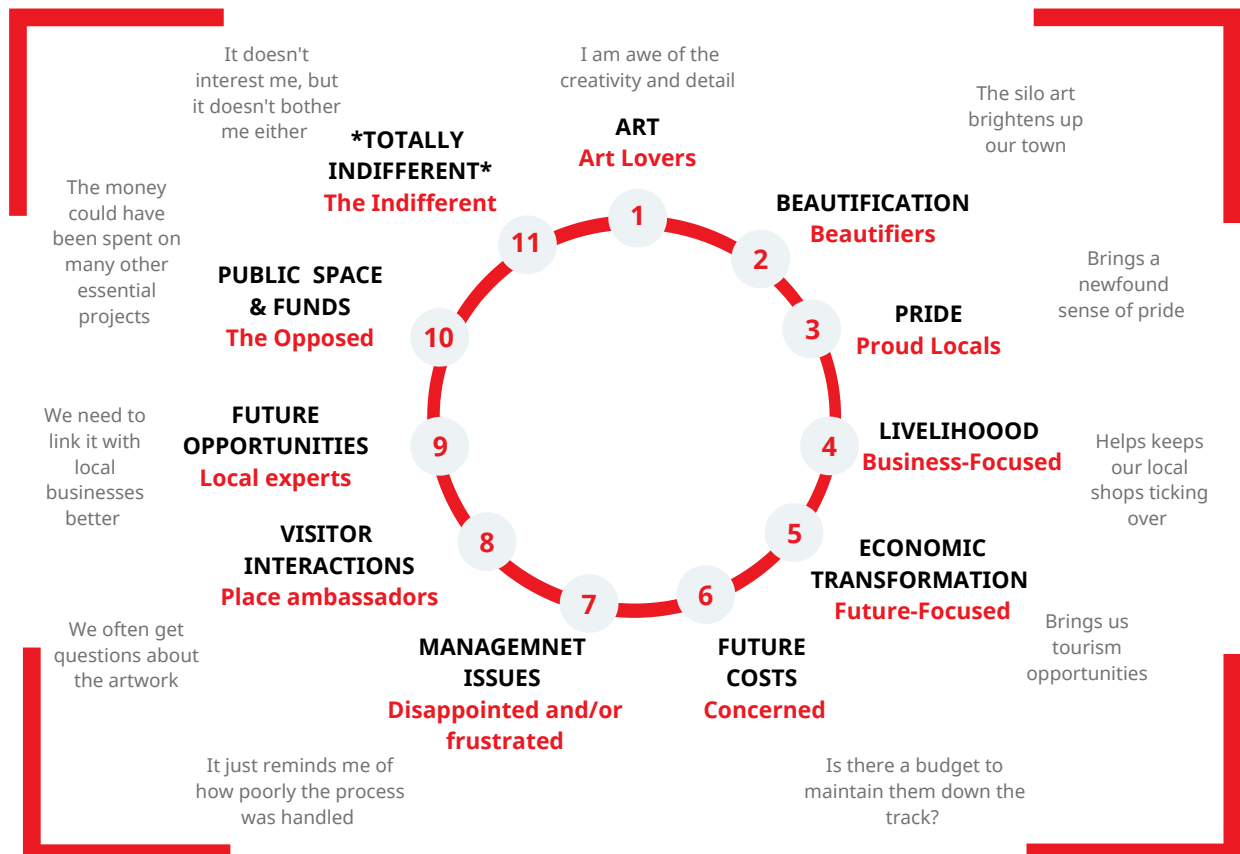 I am awe of the
creativity and detail
ART
Art Lovers
1
The silo art
brightens up
our town
BEAUTIFICATION
Beautifiers
2
Brings a
newfound
sense of pride
PRIDE
Proud Locals
3
LIVELIHOOOD
Business-Focused
4
Helps keeps
our local
shops ticking
over
5
ECONOMIC
TRANSFORMATION
Future-Focused
Brings us
tourism
opportunities
6
FUTURE
COSTS
Concerned
Is there a budget to
maintain them down the
track?
7
MANAGEMNET
ISSUES
Disappointed and/or
frustrated
It just reminds me of
how poorly the process
was handled
8
VISITOR
INTERACTIONS
Place ambassadors
We often get
questions about
the artwork
9
FUTURE
OPPORTUNITIES
Local experts
We need to
link it with
local
businesses
better
10
PUBLIC SPACE
& FUNDS
The Opposed
The money
could have
been spent on
many other
essential
projects
11
*TOTALLY
INDIFFERENT*
The Indifferent
It doesn't
interest me, but
it doesn't bother
me either